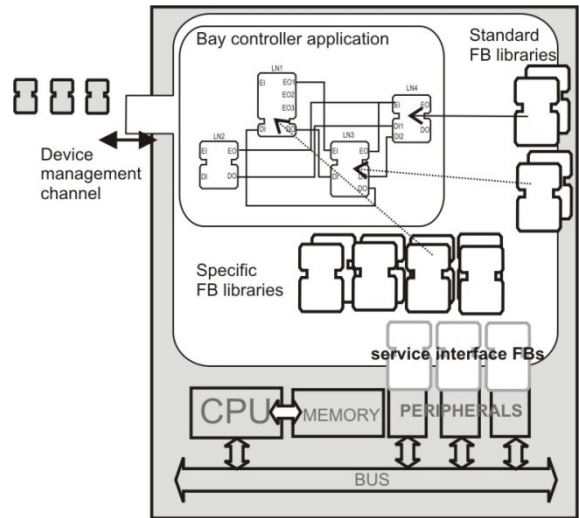 Bay controller application
Standard
FB libraries
LN1
EI
EO1
EO2
EO3
DI
DO
LN4
EI
EO
DI1
DI2
DO
LN2
EI
EO
DI
DO
LN3
EI
EO
DI
DO
DO
Device
management
channel
Specific
FB libraries
service interface FBs
CPU
MEMORY
PERIPHERALS
BUS